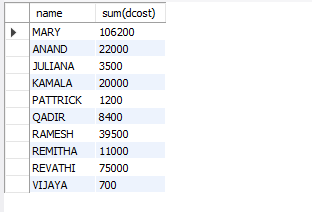 name sum(dcost)
MARY 106200
ANAND 22000
JULIANA 3500
KAMALA 20000
PATTRICK 1200
QADIR 8400
RAMESH 39500
REMITHA 11000
REVATHI 75000
VIJAYA 700